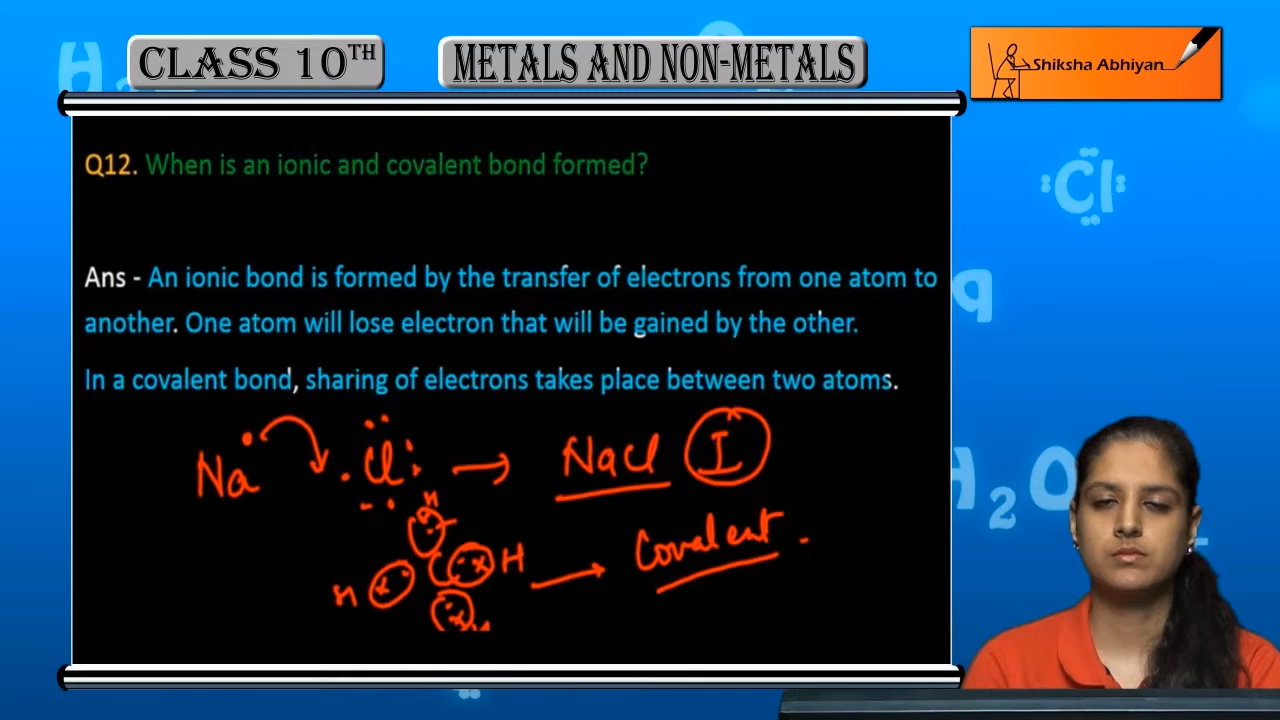 CLASS 10TH
METALS AND NON-METALS
Shiksha Abhiyan
Q12. When is an ionic and covalent bond formed?
Ans - An ionic bond is formed by the transfer of electrons from one atom to
another. One atom will lose electron that will be gained by the other.
In a covalent bond, sharing of electrons takes place between two atoms.
Na Cl → NaCl I
H
H C H → Covalent.
H
Cl
H₂O